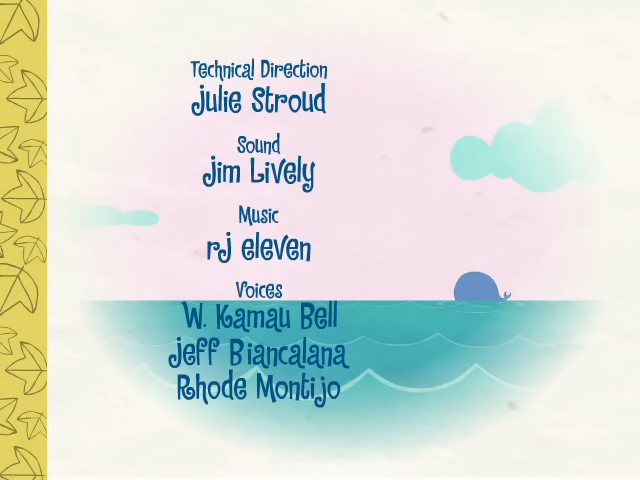 Technical Direction
Julie Stroud
Sound
Jim Lively
Music
rj eleven
Voices
W. Kamau Bell
Jeff Biancalana
Rhode Montijo